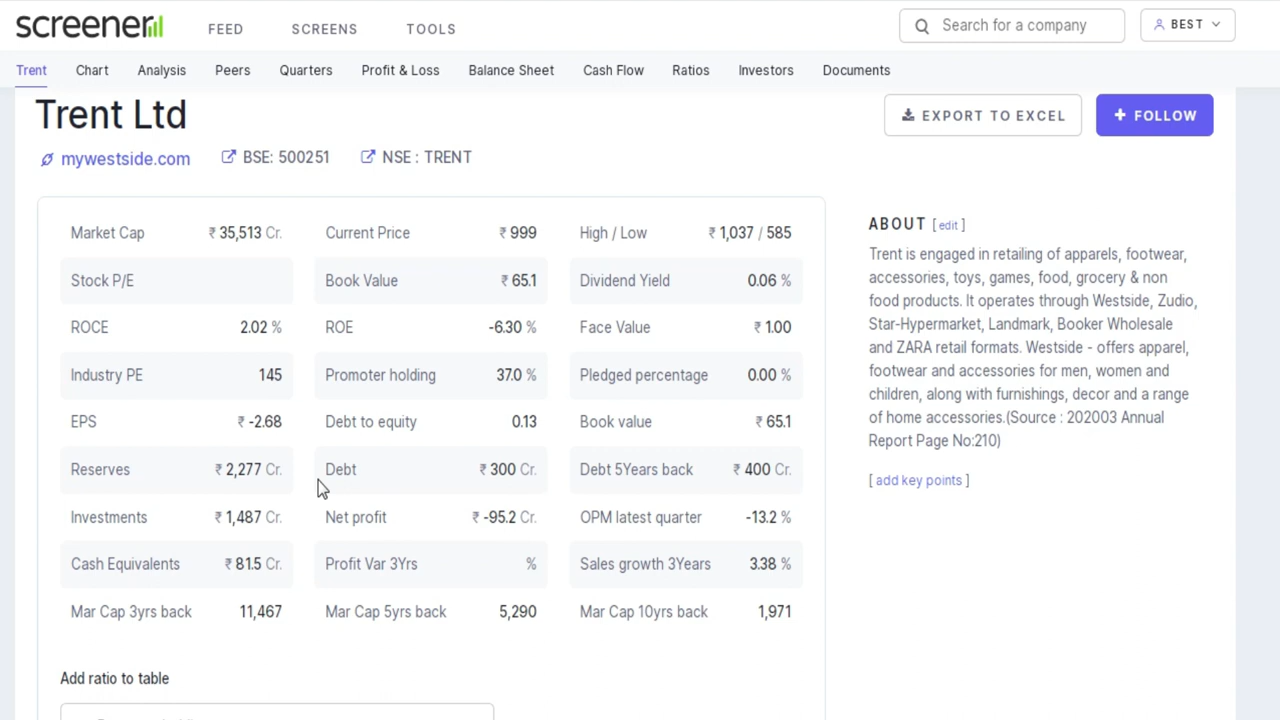 screener
FEED SCREENS TOOLS
Search for a company
BEST
Trent Chart Analysis Peers Quarters Profit & Loss Balance Sheet Cash Flow Ratios Investors Documents
Trent Ltd
EXPORT TO EXCEL
+ FOLLOW
mywestside.com BSE: 500251 NSE : TRENT
Market Cap ₹ 35,513 Cr. Current Price ₹ 999 High / Low ₹ 1,037 / 585
Stock P/E Book Value ₹ 65.1 Dividend Yield 0.06 %
ROCE 2.02 % ROE -6.30 % Face Value ₹ 1.00
Industry PE 145 Promoter holding 37.0 % Pledged percentage 0.00 %
EPS ₹ -2.68 Debt to equity 0.13 Book value ₹ 65.1
Reserves ₹ 2,277 Cr. Debt ₹ 300 Cr. Debt 5Years back ₹ 400 Cr.
Investments ₹ 1,487 Cr. Net profit ₹ -95.2 Cr. OPM latest quarter -13.2 %
Cash Equivalents ₹ 81.5 Cr. Profit Var 3Yrs % Sales growth 3Years 3.38 %
Mar Cap 3yrs back 11,467 Mar Cap 5yrs back 5,290 Mar Cap 10yrs back 1,971
Add ratio to table
ABOUT [ edit ]
Trent is engaged in retailing of apparels, footwear,
accessories, toys, games, food, grocery & non
food products. It operates through Westside, Zudio,
Star-Hypermarket, Landmark, Booker Wholesale
and ZARA retail formats. Westside - offers apparel,
footwear and accessories for men, women and
children, along with furnishings, decor and a range
of home accessories.(Source : 202003 Annual
Report Page No:210)
[ add key points ]